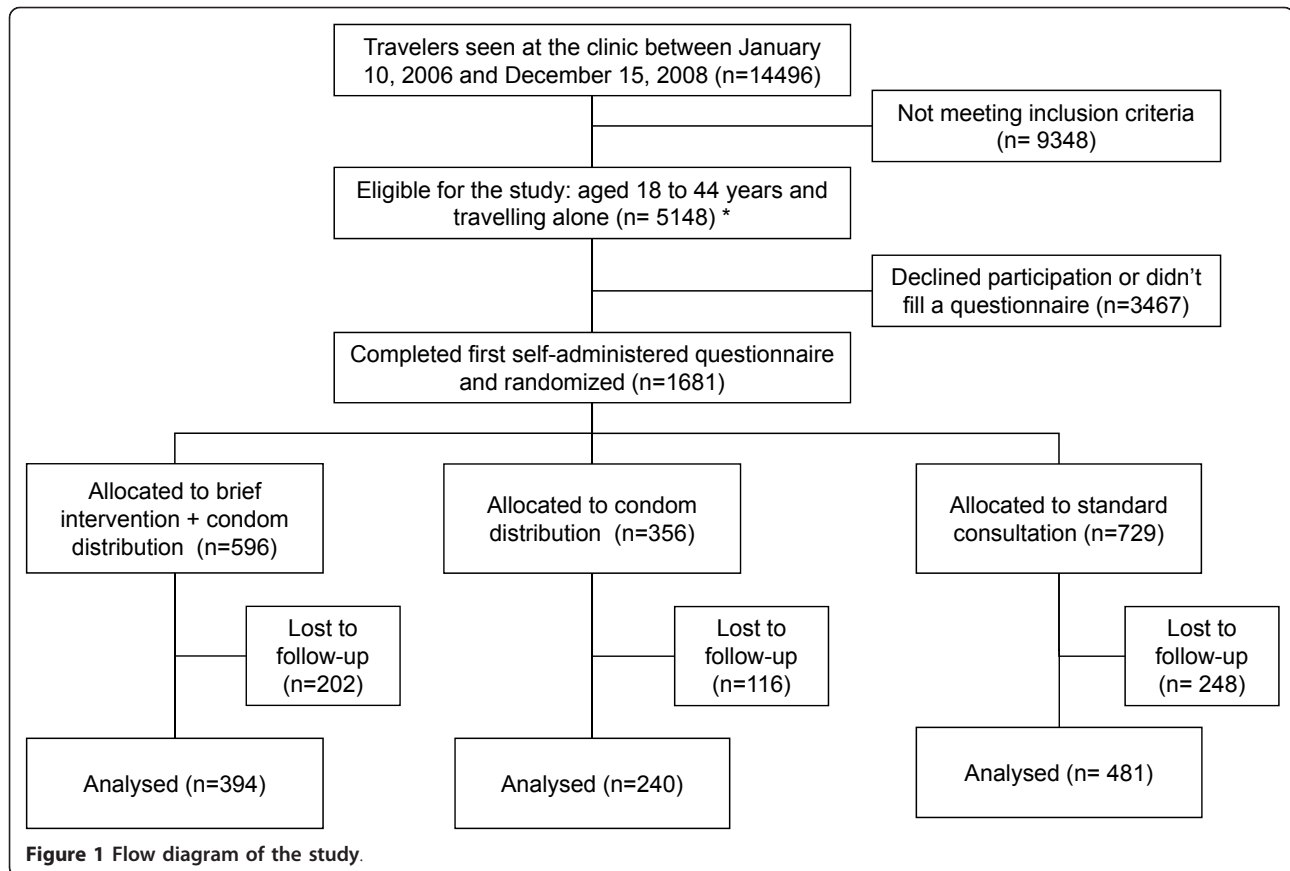 Travelers seen at the clinic between January
10, 2006 and December 15, 2008 (n=14496)
Not meeting inclusion criteria
(n= 9348)
Eligible for the study: aged 18 to 44 years and
travelling alone (n= 5148) *
Declined participation or didn't
fill a questionnaire (n=3467)
Completed first self-administered questionnaire
and randomized (n=1681)
Allocated to brief
intervention + condom
distribution (n=596)
Allocated to condom
distribution (n=356)
Allocated to standard
consultation (n=729)
Lost to
follow-up
(n=202)
Lost to
follow-up
(n=116)
Lost to
follow-up
(n= 248)
Analysed (n=394)
Analysed (n=240)
Analysed (n= 481)
Figure 1 Flow diagram of the study.